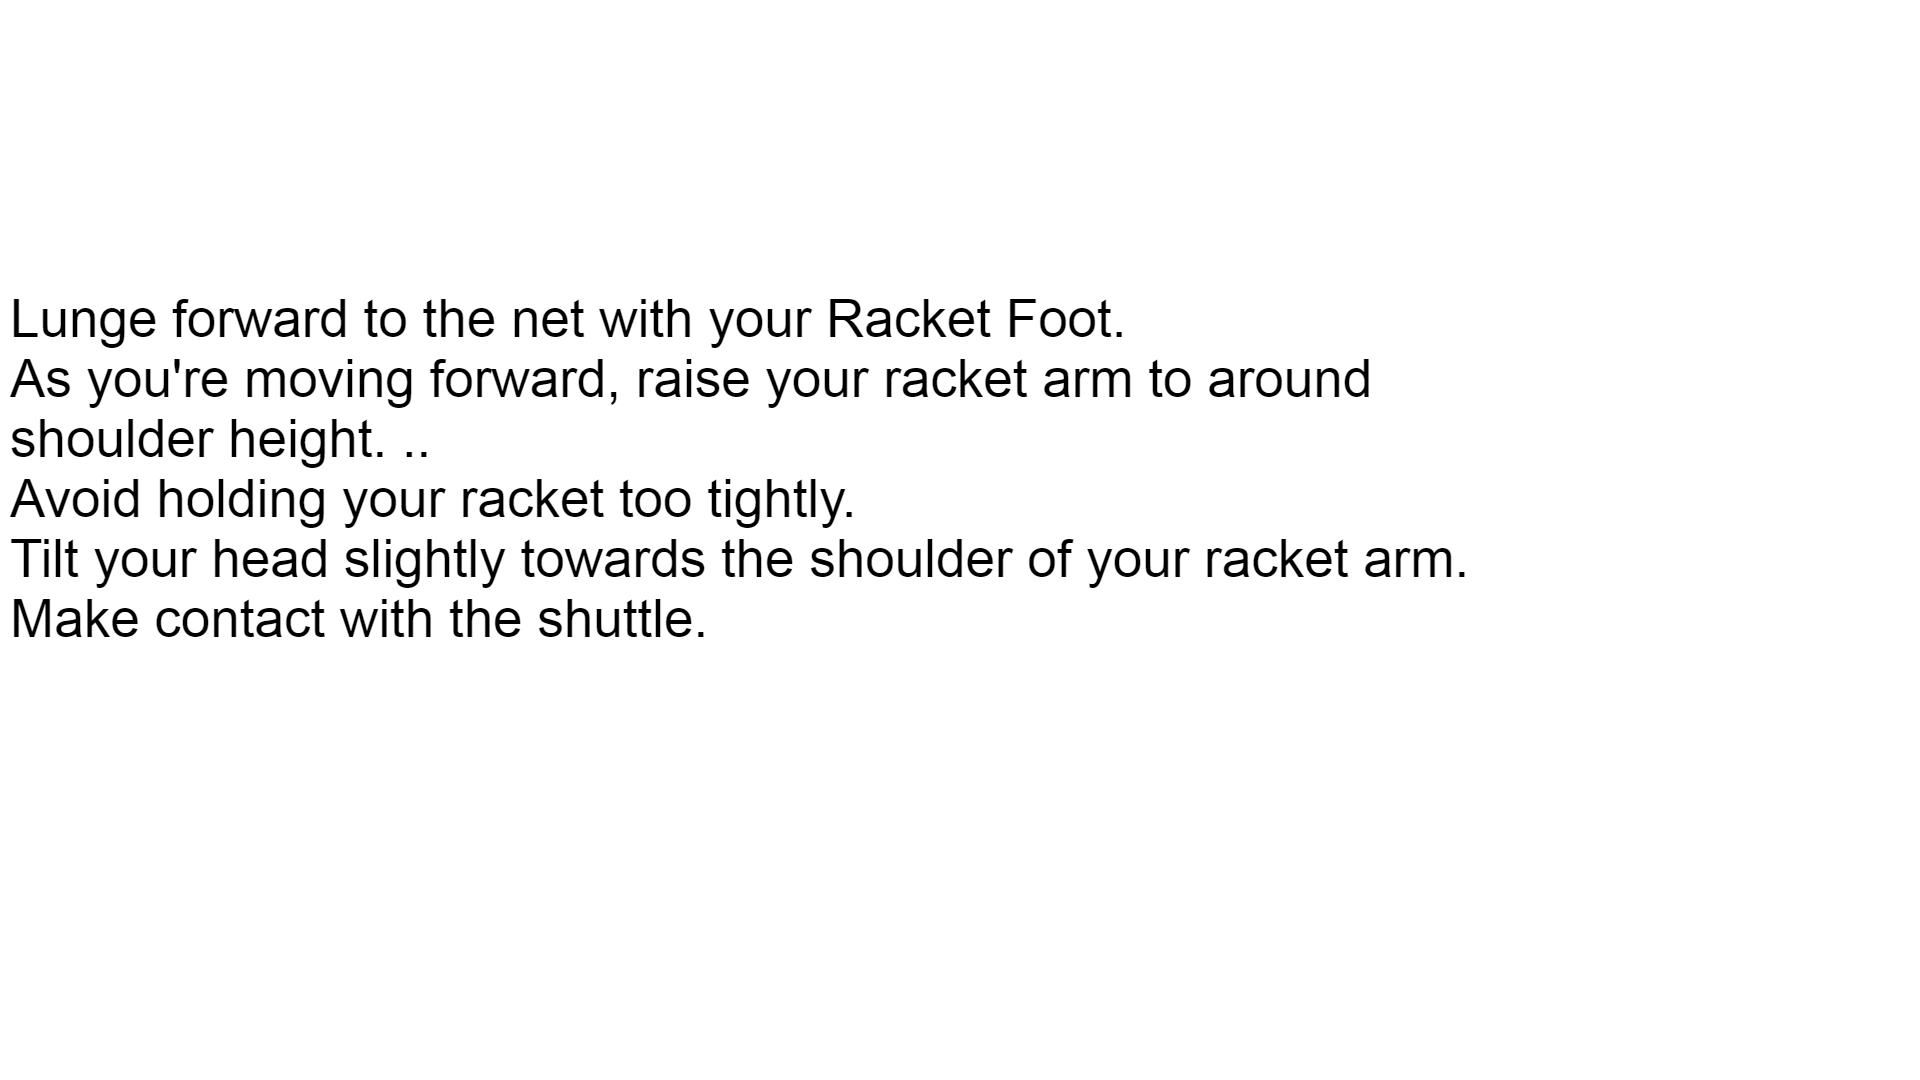 Lunge forward to the net with your Racket Foot.
As you're moving forward, raise your racket arm to around
shoulder height. ..
Avoid holding your racket too tightly.
Tilt your head slightly towards the shoulder of your racket arm.
Make contact with the shuttle.